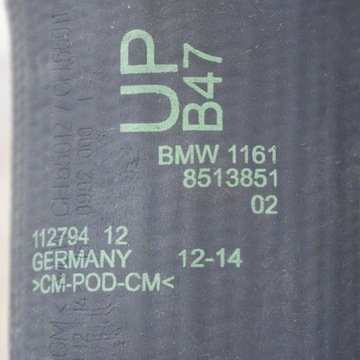 UP
B47
BMW 1161
8513851
02
112794 12
GERMANY 12-14
>CM-POD-CM<